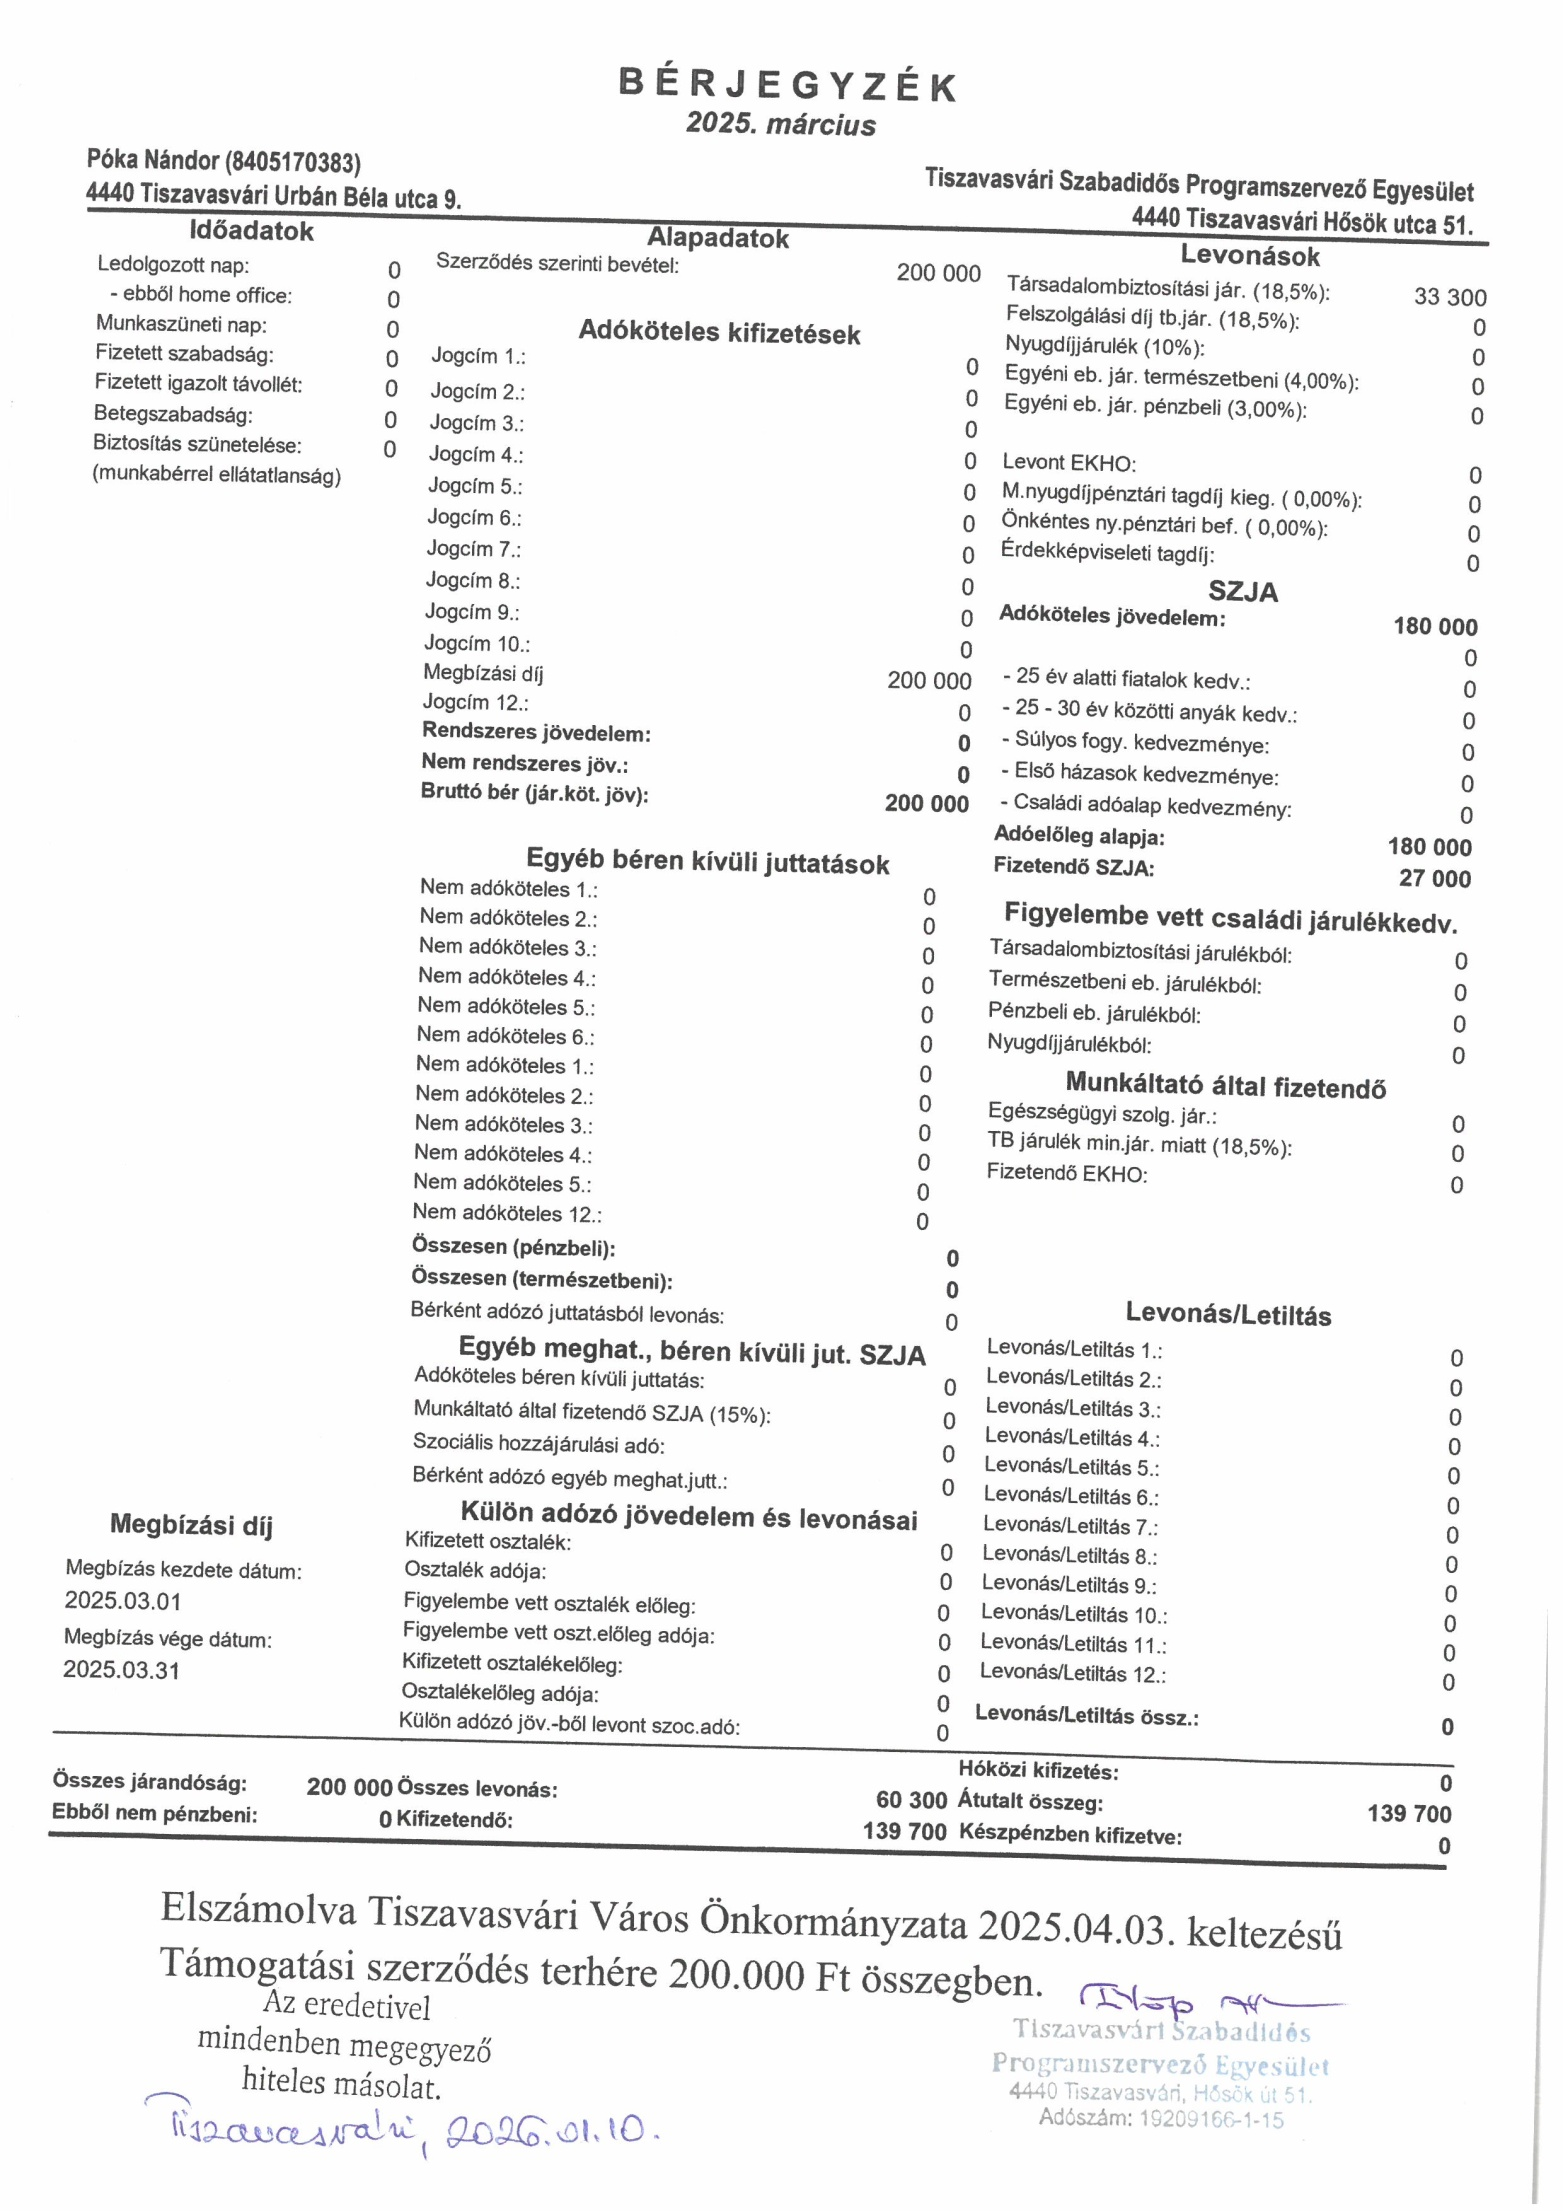 BÉRJEGYZÉK
2025. március
Póka Nándor (8405170383)
4440 Tiszavasvári Urbán Béla utca 9.
Tiszavasvári Szabadidős Programszervező Egyesület
4440 Tiszavasvári Hősök utca 51.
Időadatok
Ledolgozott nap: 0
- ebből home office: 0
Munkaszüneti nap: 0
Fizetett szabadság: 0
Fizetett igazolt távollét: 0
Betegszabadság: 0
Biztosítás szünetelése: 0
(munkabérrel ellátatlanság)
Alapadatok
Szerződés szerinti bevétel: 200 000
Adóköteles kifizetések
Jogcím 1.: 0
Jogcím 2.: 0
Jogcím 3.: 0
Jogcím 4.: 0
Jogcím 5.: 0
Jogcím 6.: 0
Jogcím 7.: 0
Jogcím 8.: 0
Jogcím 9.: 0
Jogcím 10.: 0
Megbízási díj 200 000
Jogcím 12.: 0
Rendszeres jövedelem: 0
Nem rendszeres jöv.: 0
Bruttó bér (jár.köt. jöv): 200 000
Egyéb béren kívüli juttatások
Nem adóköteles 1.: 0
Nem adóköteles 2.: 0
Nem adóköteles 3.: 0
Nem adóköteles 4.: 0
Nem adóköteles 5.: 0
Nem adóköteles 6.: 0
Nem adóköteles 1.: 0
Nem adóköteles 2.: 0
Nem adóköteles 3.: 0
Nem adóköteles 4.: 0
Nem adóköteles 5.: 0
Nem adóköteles 12.: 0
Összesen (pénzbeli): 0
Összesen (természetbeni): 0
Bérként adózó juttatásból levonás: 0
Egyéb meghat., béren kívüli jut. SZJA
Adóköteles béren kívüli juttatás: 0
Munkáltató által fizetendő SZJA (15%): 0
Szociális hozzájárulási adó: 0
Bérként adózó egyéb meghat.jutt.: 0
Külön adózó jövedelem és levonásai
Kifizetett osztalék: 0
Osztalék adója: 0
Figyelembe vett osztalék előleg: 0
Figyelembe vett oszt.előleg adója: 0
Kifizetett osztalékelőleg: 0
Osztalékelőleg adója: 0
Külön adózó jöv.-ből levont szoc.adó: 0
Levonások
Társadalombiztosítási jár. (18,5%): 33 300
Felszolgálási díj tb.jár. (18,5%): 0
Nyugdíjjárulék (10%): 0
Egyéni eb. jár. természetbeni (4,00%): 0
Egyéni eb. jár. pénzbeli (3,00%): 0
Levont EKHO: 0
M.nyugdíjpénztári tagdíj kieg. ( 0,00%): 0
Önkéntes ny.pénztári bef. ( 0,00%): 0
Érdekképviseleti tagdíj: 0
SZJA
Adóköteles jövedelem: 180 000
0
- 25 év alatti fiatalok kedv.: 0
- 25 - 30 év közötti anyák kedv.: 0
- Súlyos fogy. kedvezménye: 0
- Első házasok kedvezménye: 0
- Családi adóalap kedvezmény: 0
Adóelőleg alapja: 180 000
Fizetendő SZJA: 27 000
Figyelembe vett családi járulékkedv.
Társadalombiztosítási járulékból: 0
Természetbeni eb. járulékból: 0
Pénzbeli eb. járulékból: 0
Nyugdíjjárulékból: 0
Munkáltató által fizetendő
Egészségügyi szolg. jár.: 0
TB járulék min.jár. miatt (18,5%): 0
Fizetendő EKHO: 0
Levonás/Letiltás
Levonás/Letiltás 1.: 0
Levonás/Letiltás 2.: 0
Levonás/Letiltás 3.: 0
Levonás/Letiltás 4.: 0
Levonás/Letiltás 5.: 0
Levonás/Letiltás 6.: 0
Levonás/Letiltás 7.: 0
Levonás/Letiltás 8.: 0
Levonás/Letiltás 9.: 0
Levonás/Letiltás 10.: 0
Levonás/Letiltás 11.: 0
Levonás/Letiltás 12.: 0
Levonás/Letiltás össz.: 0
Megbízási díj
Megbízás kezdete dátum:
2025.03.01
Megbízás vége dátum:
2025.03.31
Hóközi kifizetés: 0
Összes járandóság: 200 000 Összes levonás: 60 300 Átutalt összeg: 139 700
Ebből nem pénzbeni: 0 Kifizetendő: 139 700 Készpénzben kifizetve: 0
Elszámolva Tiszavasvári Város Önkormányzata 2025.04.03. keltezésű
Támogatási szerződés terhére 200.000 Ft összegben.
Az eredetivel
mindenben megegyező
hiteles másolat.
Tiszavasvári, 2026.01.10.
Tiszavasvári Szabadidős
Programszervező Egyesület
4440 Tiszavasvári, Hősök út 51.
Adószám: 19209166-1-15